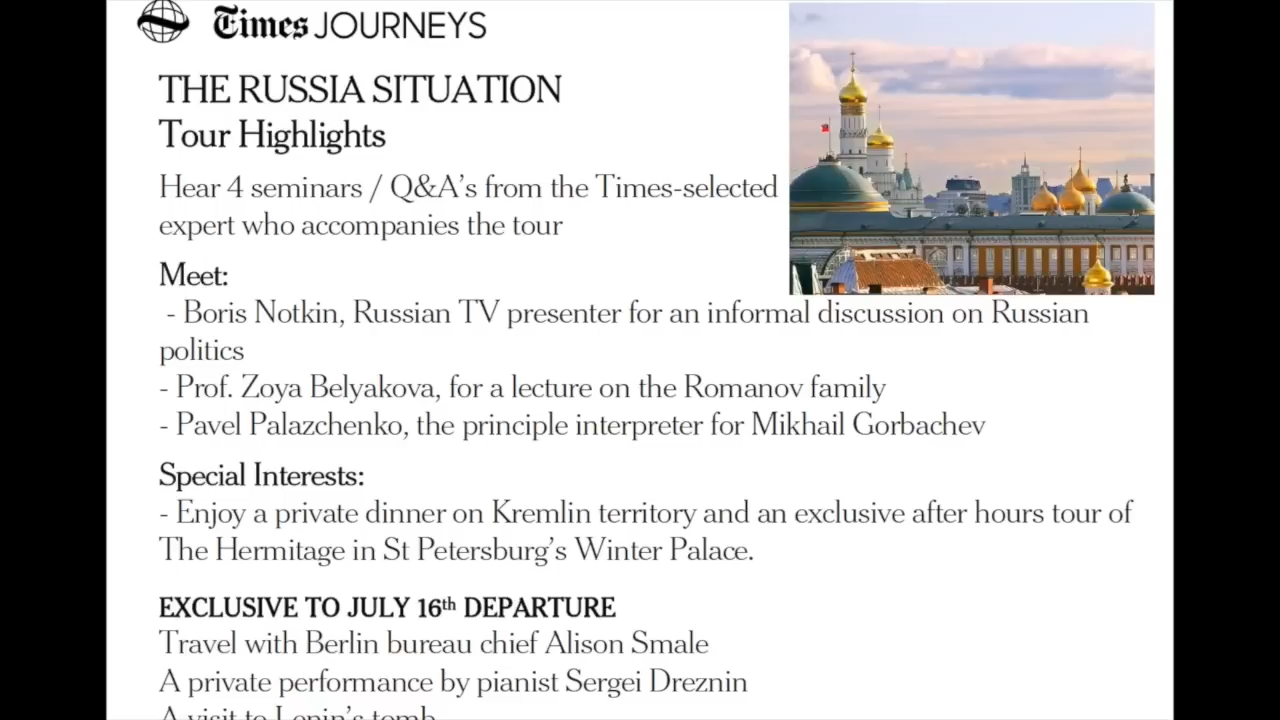 Times JOURNEYS
THE RUSSIA SITUATION
Tour Highlights
Hear 4 seminars / Q&A's from the Times-selected
expert who accompanies the tour
Meet:
- Boris Notkin, Russian TV presenter for an informal discussion on Russian
politics
- Prof. Zoya Belyakova, for a lecture on the Romanov family
- Pavel Palazchenko, the principle interpreter for Mikhail Gorbachev
Special Interests:
- Enjoy a private dinner on Kremlin territory and an exclusive after hours tour of
The Hermitage in St Petersburg's Winter Palace.
EXCLUSIVE TO JULY 16th DEPARTURE
Travel with Berlin bureau chief Alison Smale
A private performance by pianist Sergei Dreznin
A visit to Lenin's tomb